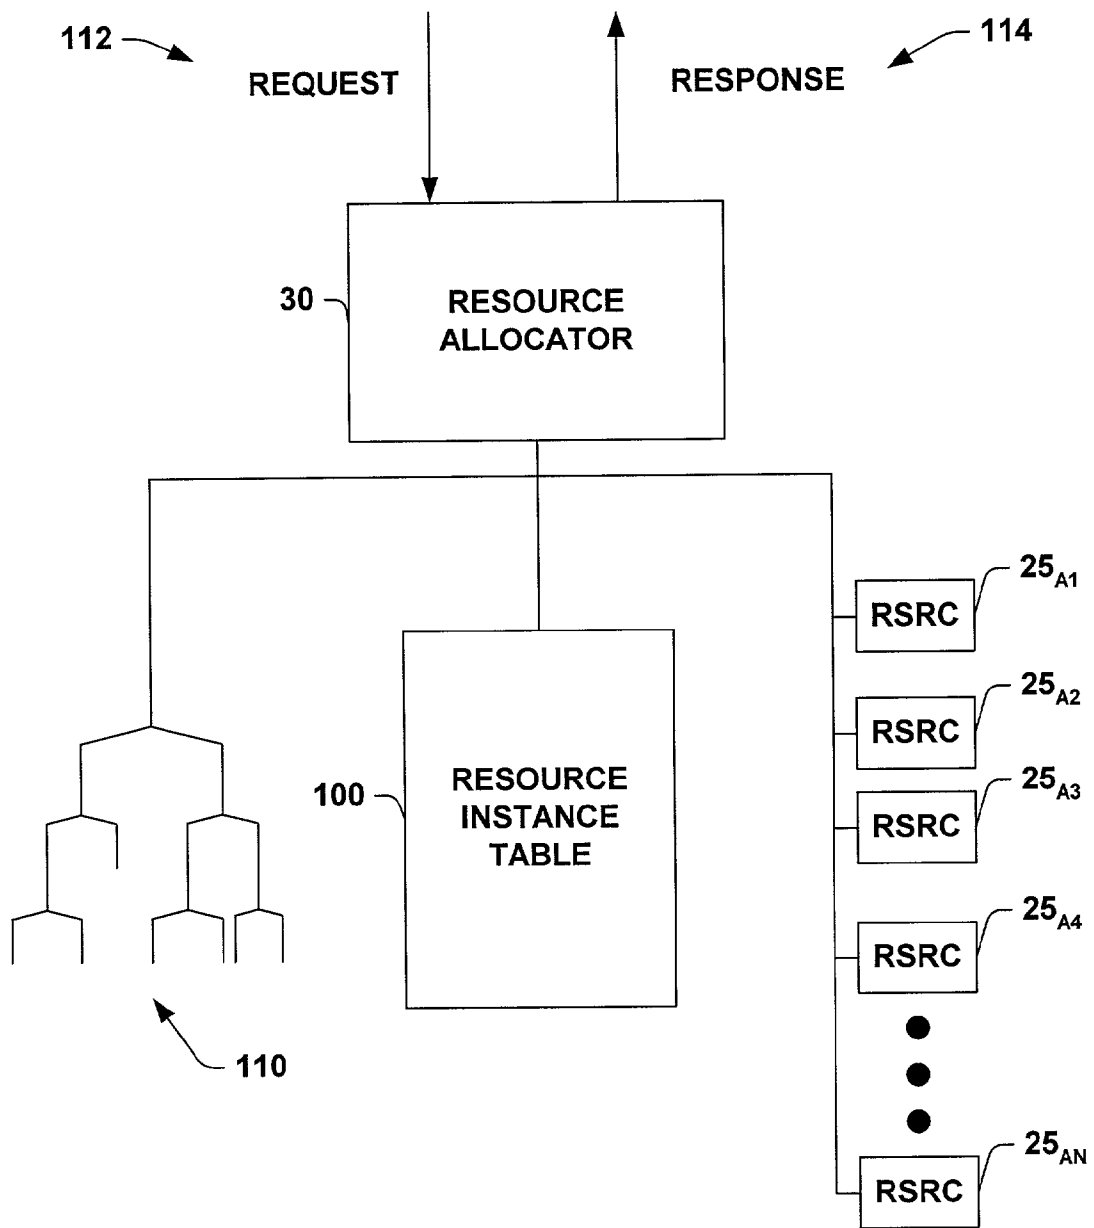 112
REQUEST
RESPONSE
114
30
RESOURCE
ALLOCATOR
25A1
RSRC
25A2
RSRC
100
RESOURCE
INSTANCE
TABLE
25A3
RSRC
25A4
RSRC
110
25AN
RSRC